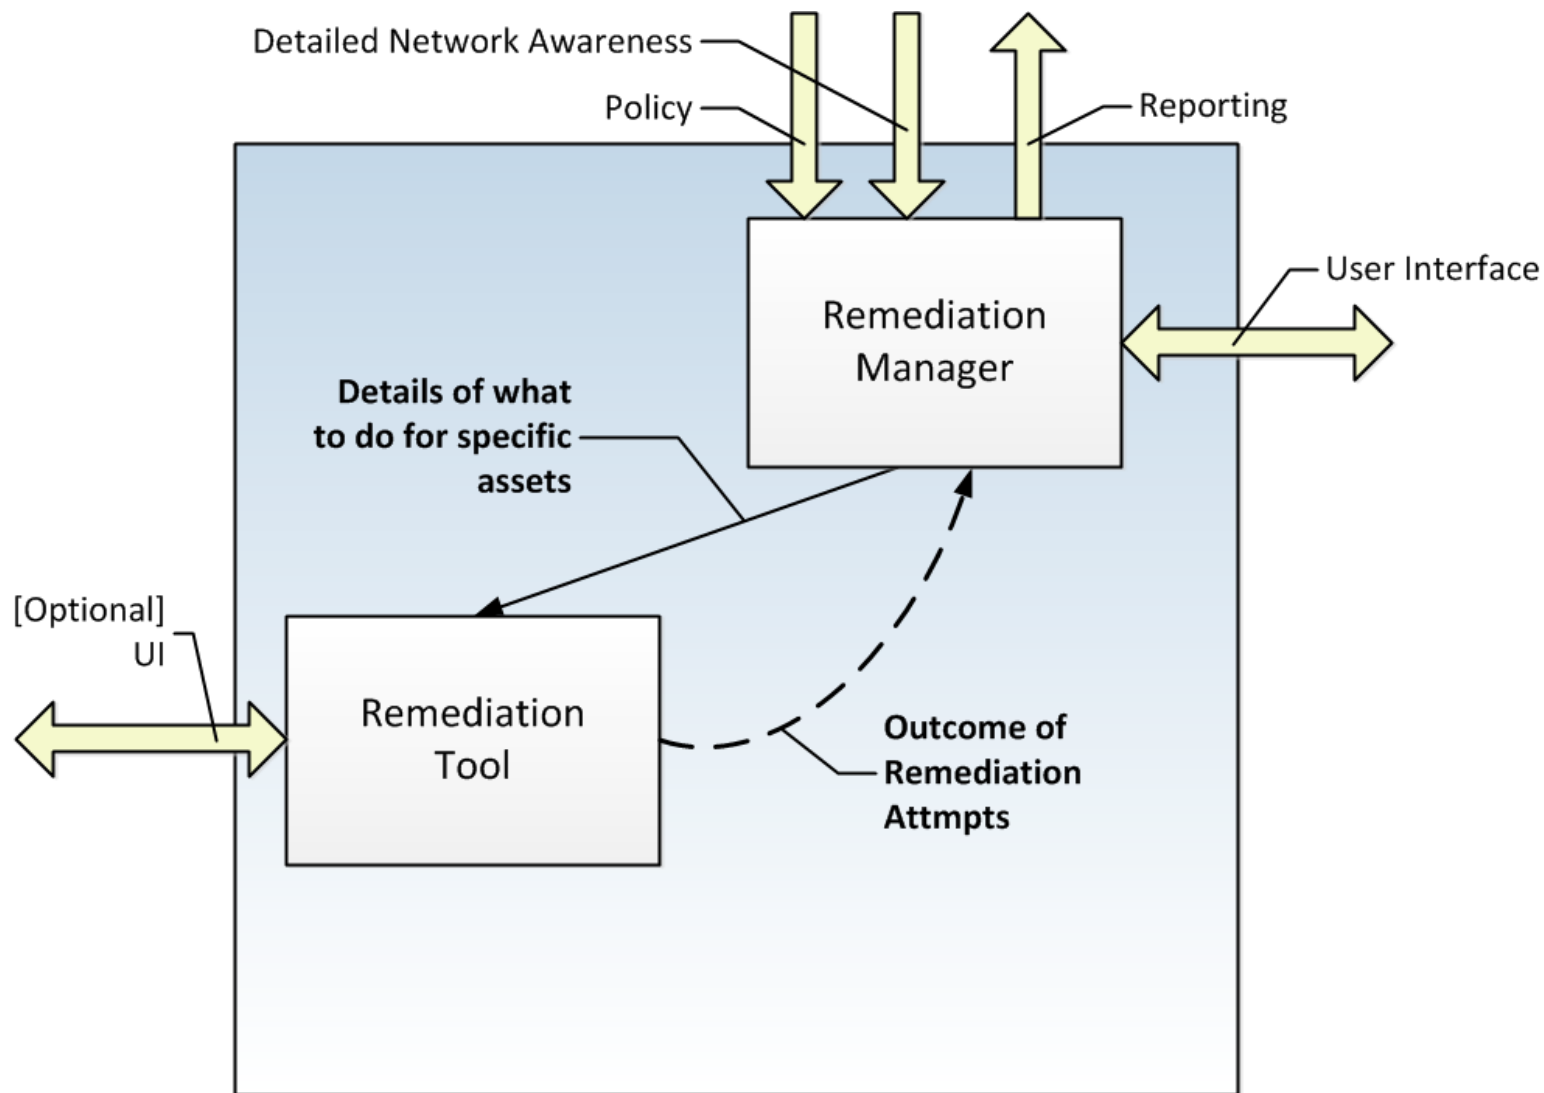 Detailed Network Awareness
Policy
Reporting
User Interface
Remediation
Manager
Details of what
to do for specific
assets
[Optional]
UI
Remediation
Tool
Outcome of
Remediation
Attmpts